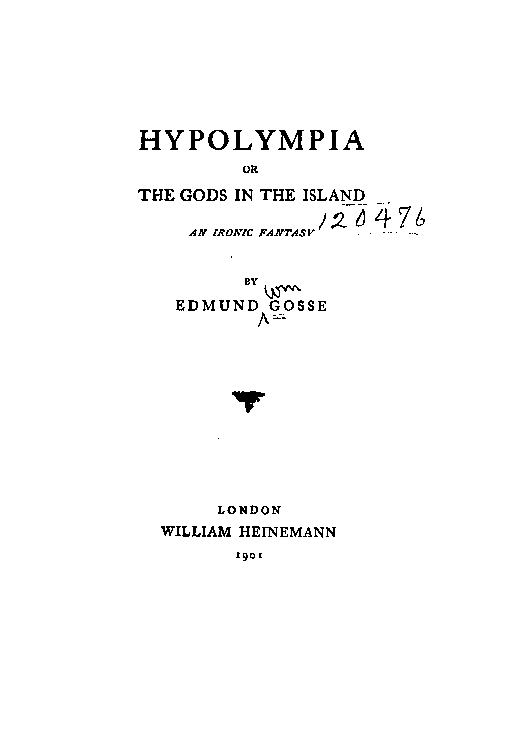 HYPOLYMPIA
OR
THE GODS IN THE ISLAND
120476
AN IRONIC FANTASY
BY
Wm
EDMUND GOSSE
LONDON
WILLIAM HEINEMANN
1901